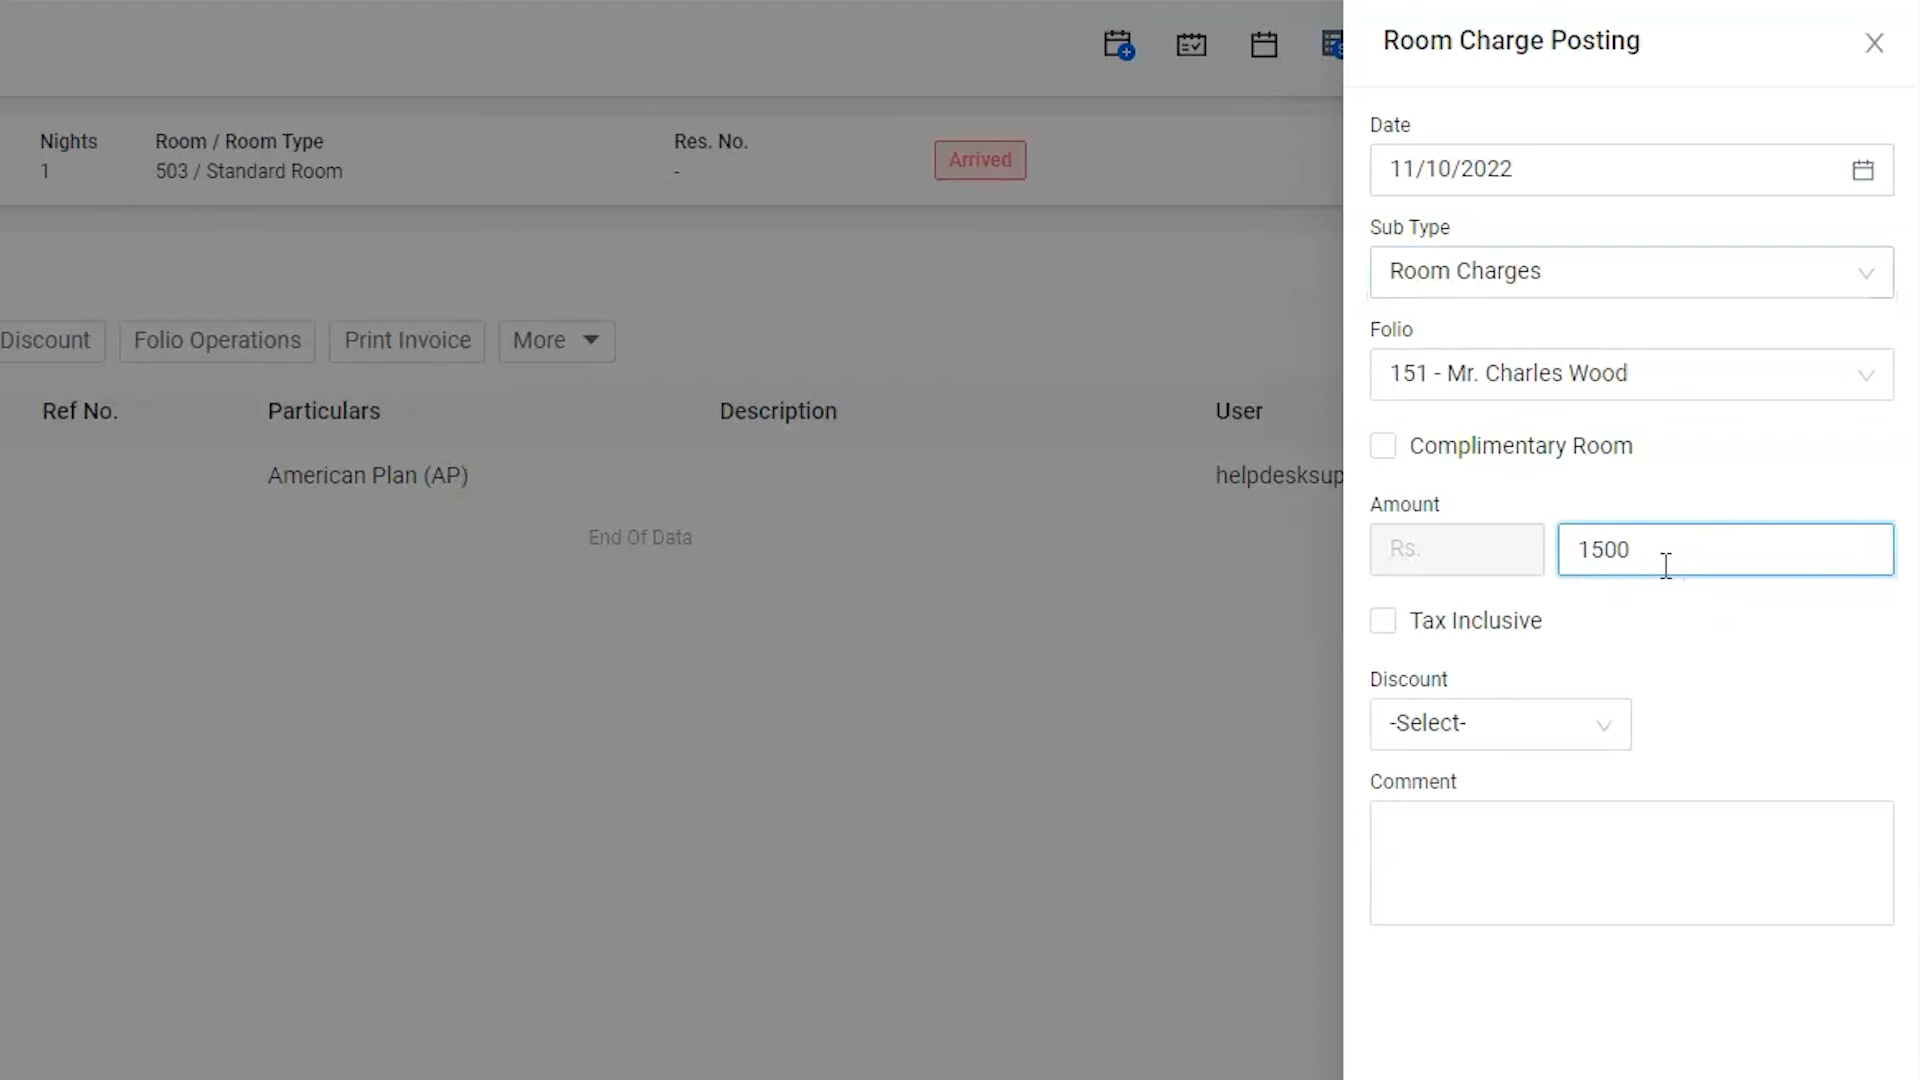 Room Charge Posting
Nights
1
Room / Room Type
503 / Standard Room
Res. No.
-
Arrived
Discount
Folio Operations
Print Invoice
More
Ref No.
Particulars
Description
User
American Plan (AP)
helpdesksup
End Of Data
Date
11/10/2022
Sub Type
Room Charges
Folio
151 - Mr. Charles Wood
Complimentary Room
Amount
Rs.
1500
Tax Inclusive
Discount
-Select-
Comment